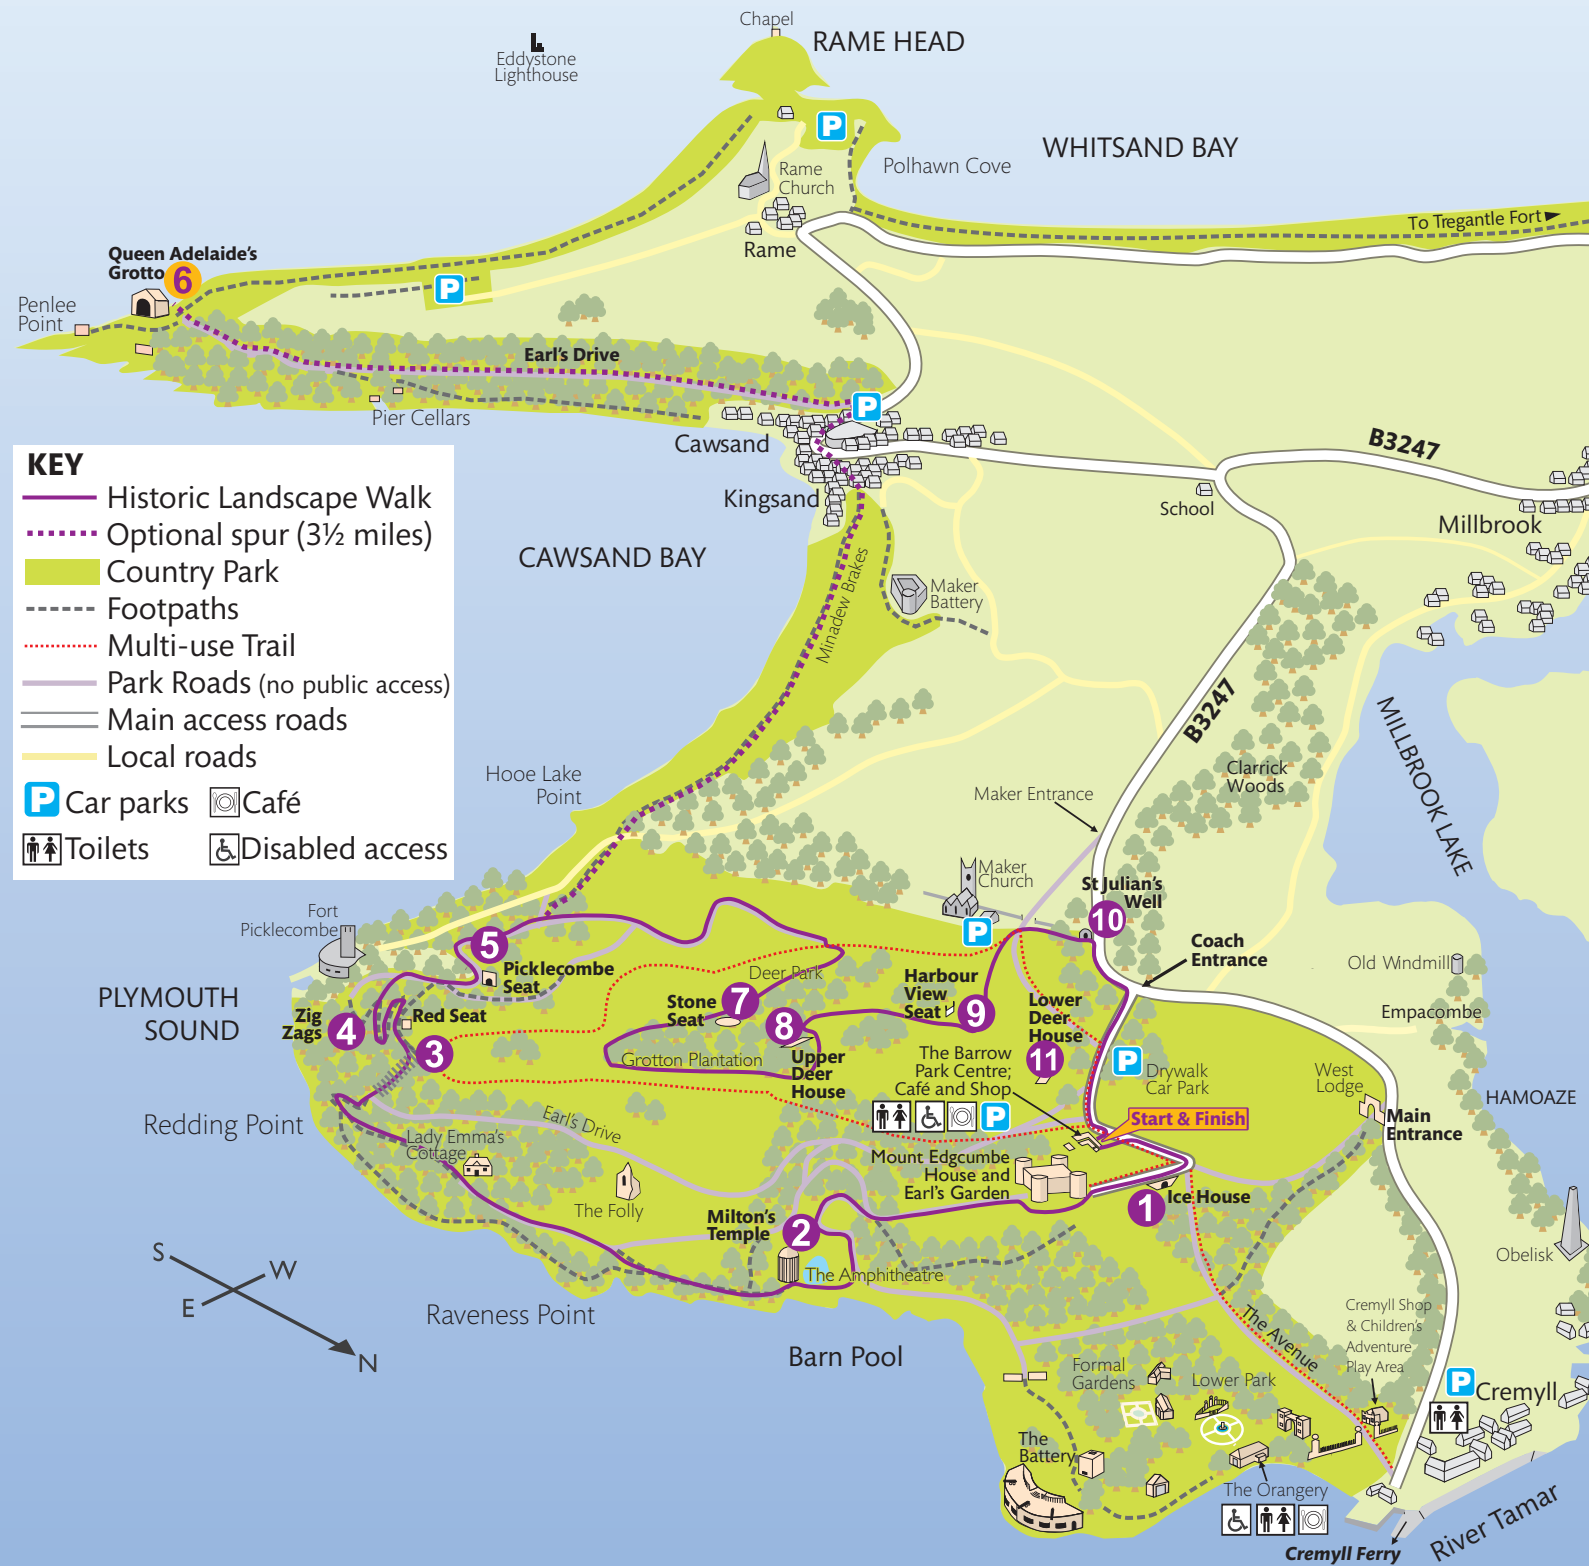 Chapel
RAME HEAD
Eddystone
Lighthouse
P
WHITSAND BAY
Polhawn Cove
Rame
Church
To Tregantle Fort
Rame
Queen Adelaide's
Grotto
6
P
Penlee
Point
Earl's Drive
Pier Cellars
P
Cawsand
B3247
Kingsand
School
Millbrook
KEY
Historic Landscape Walk
Optional spur (3½ miles)
Country Park
Footpaths
Multi-use Trail
Park Roads (no public access)
Main access roads
Local roads
P Car parks
Café
Toilets
Disabled access
CAWSAND BAY
Minadew Brakes
Maker
Battery
B3247
MILLBROOK LAKE
Clarrick
Woods
Hooe Lake
Point
Maker Entrance
Maker
Church
St Julian's
Well
10
Fort
Picklecombe
P
5
Coach
Entrance
Picklecombe
Seat
Old Windmill
Deer Park
Harbour
View
Seat
9
PLYMOUTH
SOUND
Stone
Seat
7
Lower
Deer
House
11
Zig
Zags
4
Red Seat
8
Empacombe
3
Grotton Plantation
Upper
Deer
House
The Barrow
Park Centre;
Café and Shop
P
P
Drywalk
Car Park
West
Lodge
HAMOAZE
Main
Entrance
Redding Point
Earl's Drive
Start & Finish
Lady Emma's
Cottage
Mount Edgcumbe
House and
Earl's Garden
The Folly
Ice House
1
Milton's
Temple
2
Obelisk
The Amphitheatre
S
W
E
N
Raveness Point
Barn Pool
The Avenue
Cremyll Shop
& Children's
Adventure
Play Area
Formal
Gardens
Lower Park
P
Cremyll
The
Battery
The Orangery
River Tamar
Cremyll Ferry